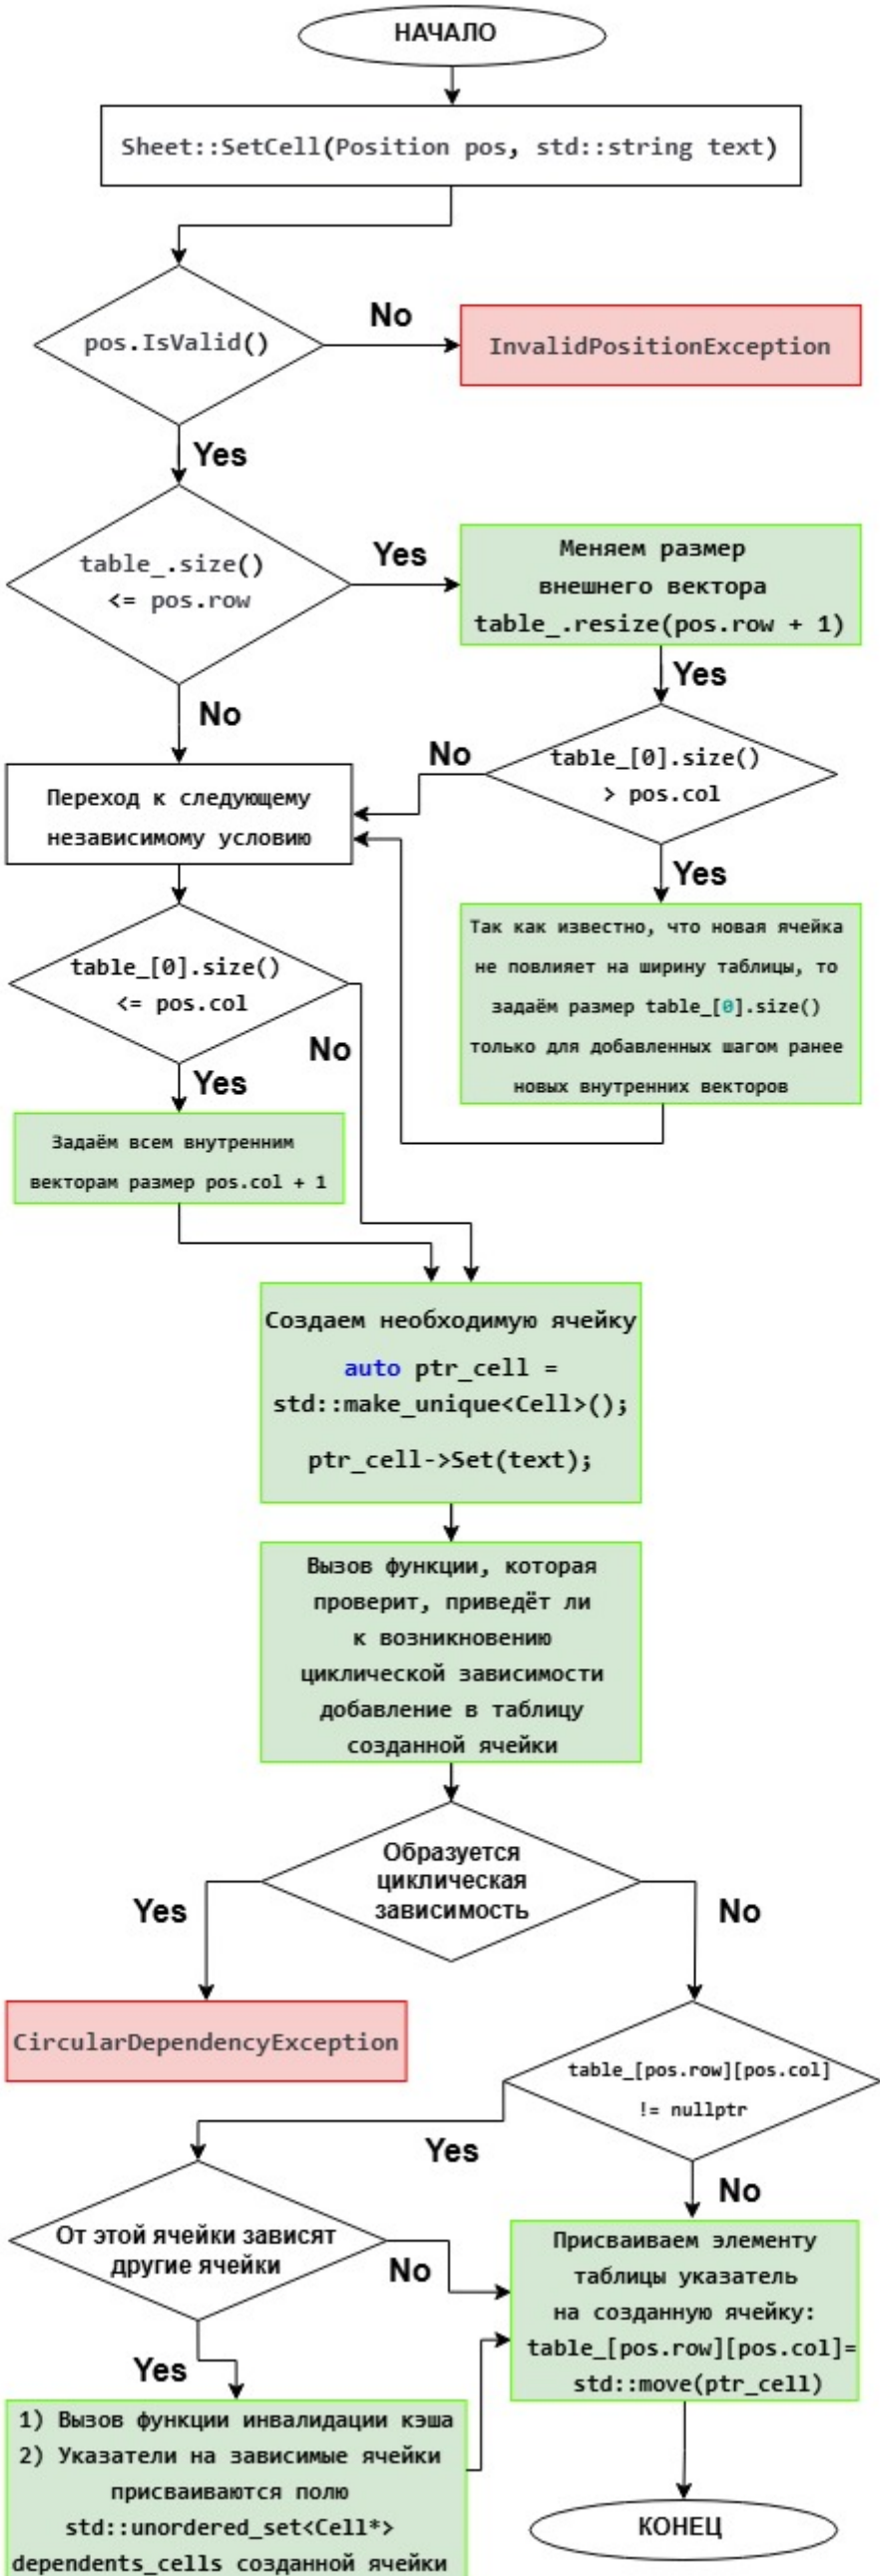 НАЧАЛО
Sheet::SetCell(Position pos, std::string text)
pos.IsValid()
No
InvalidPositionException
Yes
table_.size()
<= pos.row
Yes
Меняем размер
внешнего вектора
table_.resize(pos.row + 1)
Yes
No
table_[0].size()
> pos.col
No
Переход к следующему
независимому условию
Yes
Так как известно, что новая ячейка
не повлияет на ширину таблицы, то
задаём размер table_[0].size()
только для добавленных шагом ранее
новых внутренних векторов
table_[0].size()
<= pos.col
No
Yes
Задаём всем внутренним
векторам размер pos.col + 1
Создаем необходимую ячейку
auto ptr_cell =
std::make_unique<Cell>();
ptr_cell->Set(text);
Вызов функции, которая
проверит, приведёт ли
к возникновению
циклической зависимости
добавление в таблицу
созданной ячейки
Образуется
циклическая
зависимость
Yes
No
CircularDependencyException
table_[pos.row][pos.col]
!= nullptr
Yes
No
От этой ячейки зависят
другие ячейки
No
Присваиваем элементу
таблицы указатель
на созданную ячейку:
table_[pos.row][pos.col]=
std::move(ptr_cell)
Yes
1) Вызов функции инвалидации кэша
2) Указатели на зависимые ячейки
присваиваются полю
std::unordered_set<Cell*>
dependents_cells созданной ячейки
КОНЕЦ